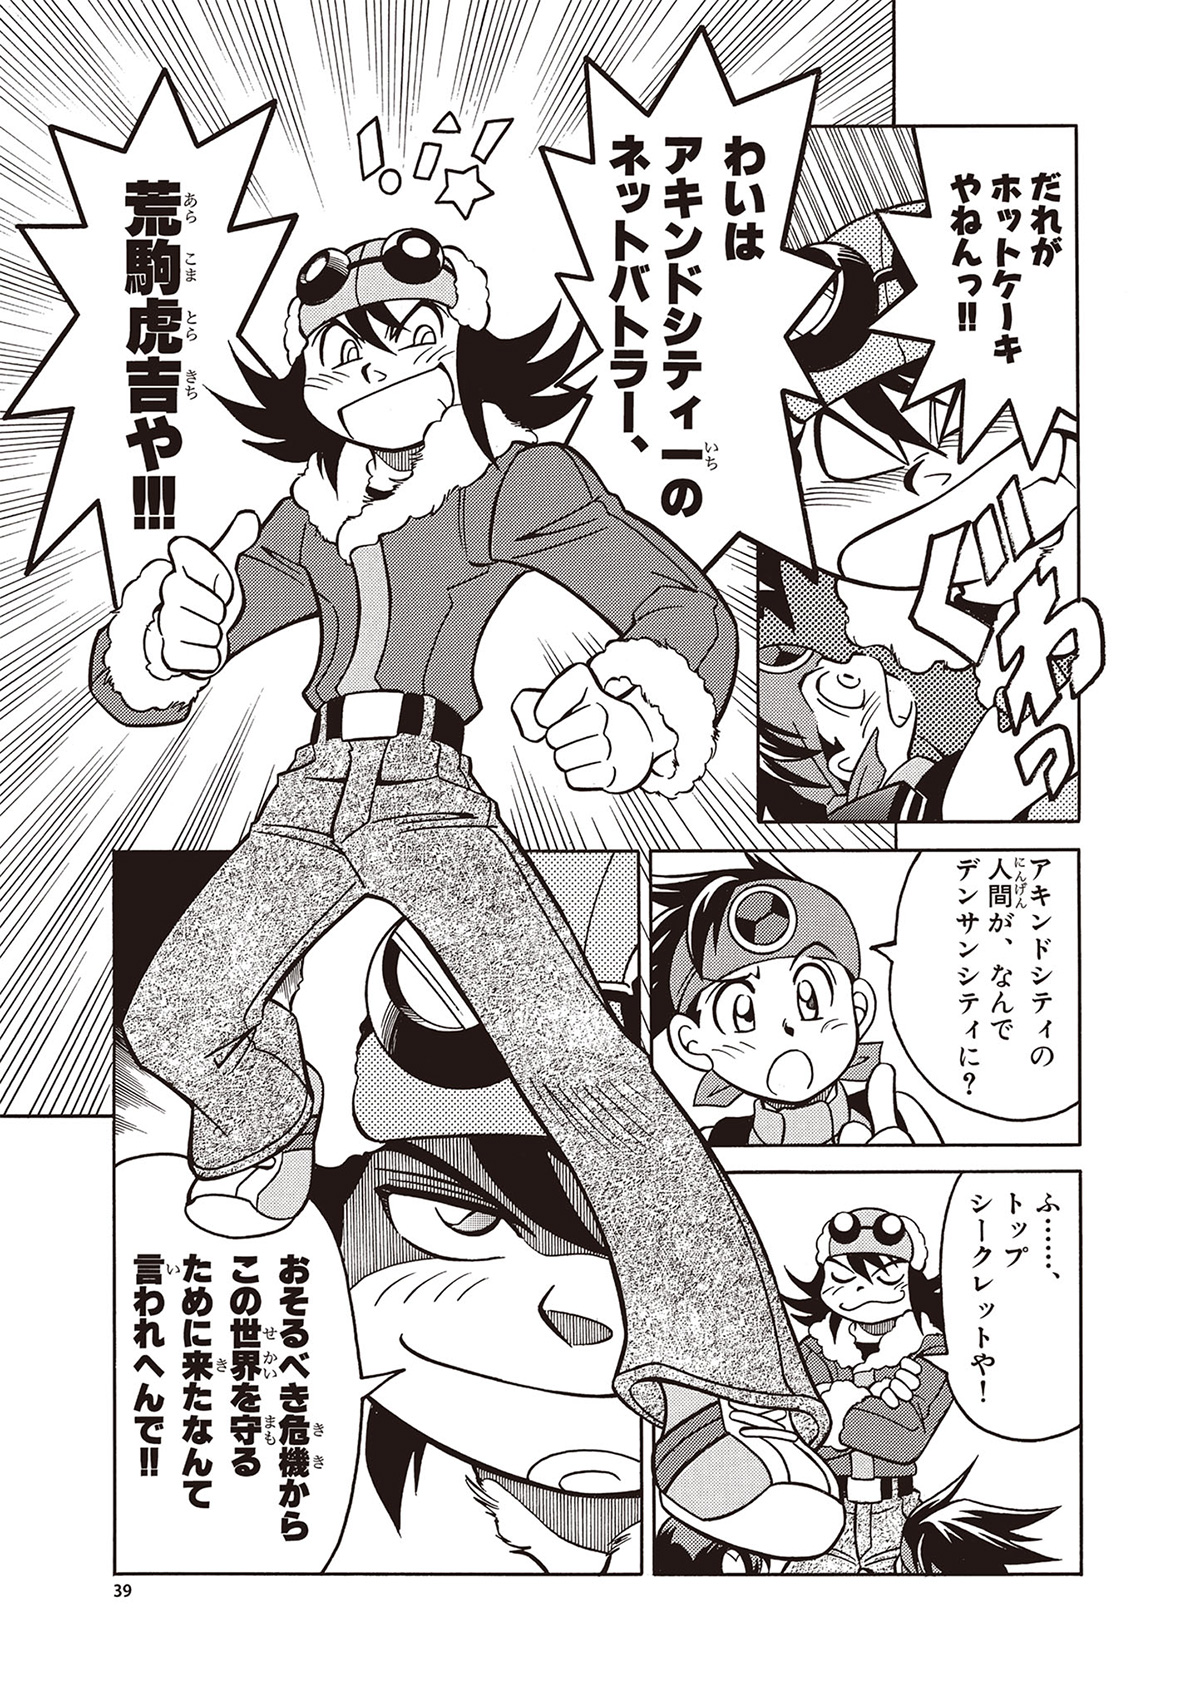 だれが
ホットケーキ
やねんっ!!
ぐわわっ
わいは
アキンドシティ一の
ネットバトラー、
荒駒虎吉や!!!
アキンドシティの
人間が、なんで
デンサンシティに?
ふ……、
トップ
シークレットや!
おそるべき危機から
この世界を守る
ために来たなんて
言われへんで!!
39